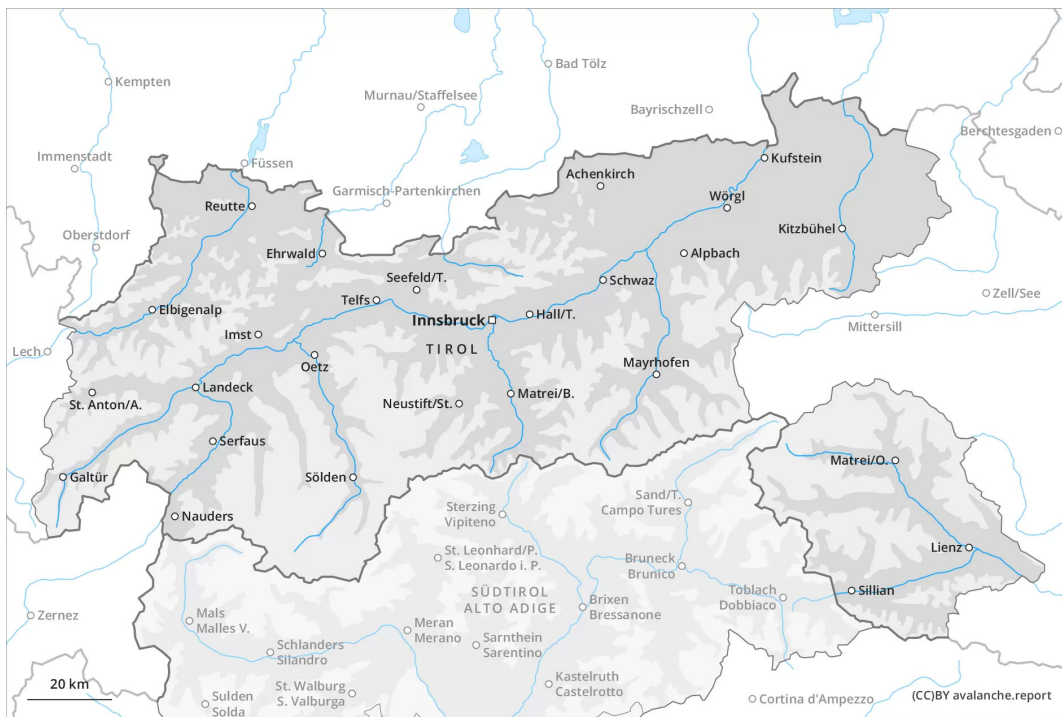 Kempten
Bad Tölz
Murnau/Staffelsee
Bayrischzell
Berchtesgaden
Immenstadt
Füssen
Kufstein
Achenkirch
Garmisch-Partenkirchen
Reutte
Wörgl
Oberstdorf
Kitzbühel
Ehrwald
Alpbach
Seefeld/T.
Schwaz
Zell/See
Telfs
Elbigenalp
Innsbruck
Hall/T.
Mittersill
Imst
TIROL
Lech
Oetz
Mayrhofen
Landeck
St. Anton/A.
Neustift/St.
Matrei/B.
Serfaus
Matrei/O.
Galtür
Sölden
Sand/T.
Campo Tures
Sterzing
Vipiteno
Nauders
Lienz
St. Leonhard/P.
S. Leonardo i. P.
Bruneck
Brunico
SÜDTIROL
ALTO ADIGE
Toblach
Dobbiaco
Sillian
Brixen
Bressanone
Zernez
Mals
Malles V.
Meran
Merano
Sarnthein
Sarentino
Schlanders
Silandro
Kastelruth
Castelrotto
20 km
St. Walburg
S. Valburga
Sulden
Solda
Cortina d'Ampezzo
(CC)BY avalanche.report